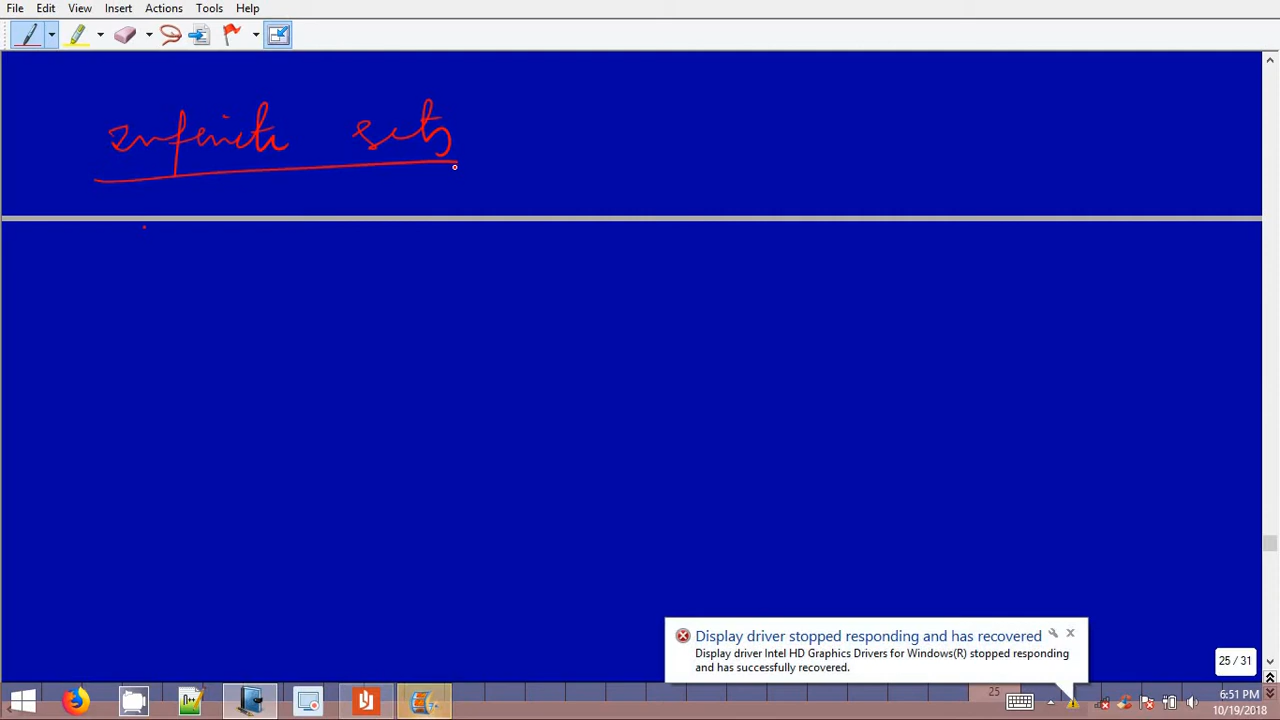 File Edit View Insert Actions Tools Help
Infinite sets
Display driver stopped responding and has recovered
Display driver Intel HD Graphics Drivers for Windows(R) stopped responding
and has successfully recovered.
25 / 31
25
6:51 PM
10/19/2018